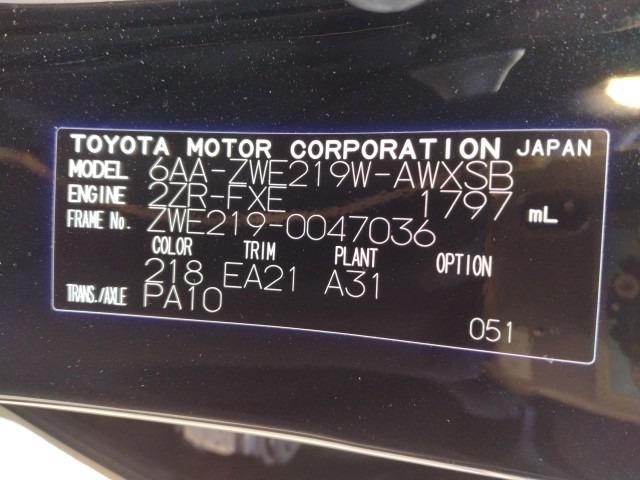 TOYOTA MOTOR CORPORATION JAPAN
MODEL 6AA-ZWE219W-AWXSB
ENGINE 2ZR-FXE 1797 mL
FRAME No. ZWE219-0047036
COLOR TRIM PLANT OPTION
218 EA21 A31
TRANS./AXLE PA10
051